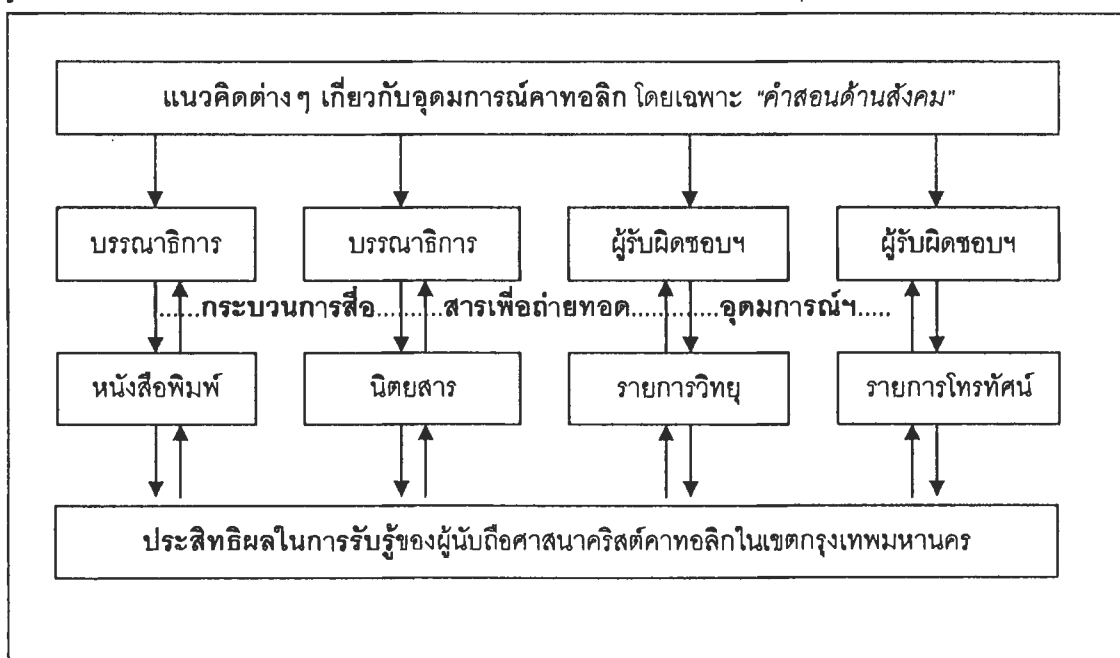 แนวคิดต่างๆ เกี่ยวกับอุดมการณ์คาทอลิก โดยเฉพาะ "คำสอนด้านสังคม"
บรรณาธิการ บรรณาธิการ ผู้รับผิดชอบฯ ผู้รับผิดชอบฯ
......กระบวนการสื่อ..........สารเพื่อถ่ายทอด.............อุดมการณ์ฯ.....
หนังสือพิมพ์ นิตยสาร รายการวิทยุ รายการโทรทัศน์
ประสิทธิผลในการรับรู้ของผู้นับถือศาสนาคริสต์คาทอลิกในเขตกรุงเทพมหานคร